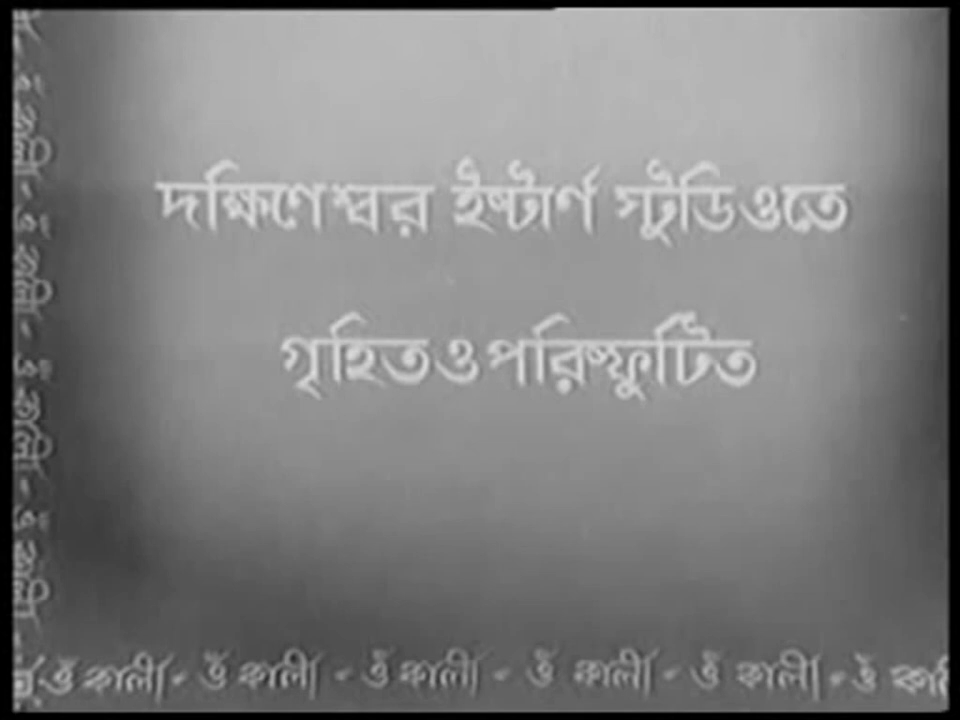 দক্ষিণেশ্বর ইষ্টার্ণ স্টুডিওতে
গৃহিত ও পরিস্ফুটিত
ওঁ কালী - ওঁ কালী - ওঁ কালী - ওঁ কালী
ওঁ কালী - ওঁ কালী - ওঁ কালী - ওঁ কালী - ওঁ কালী - ওঁ